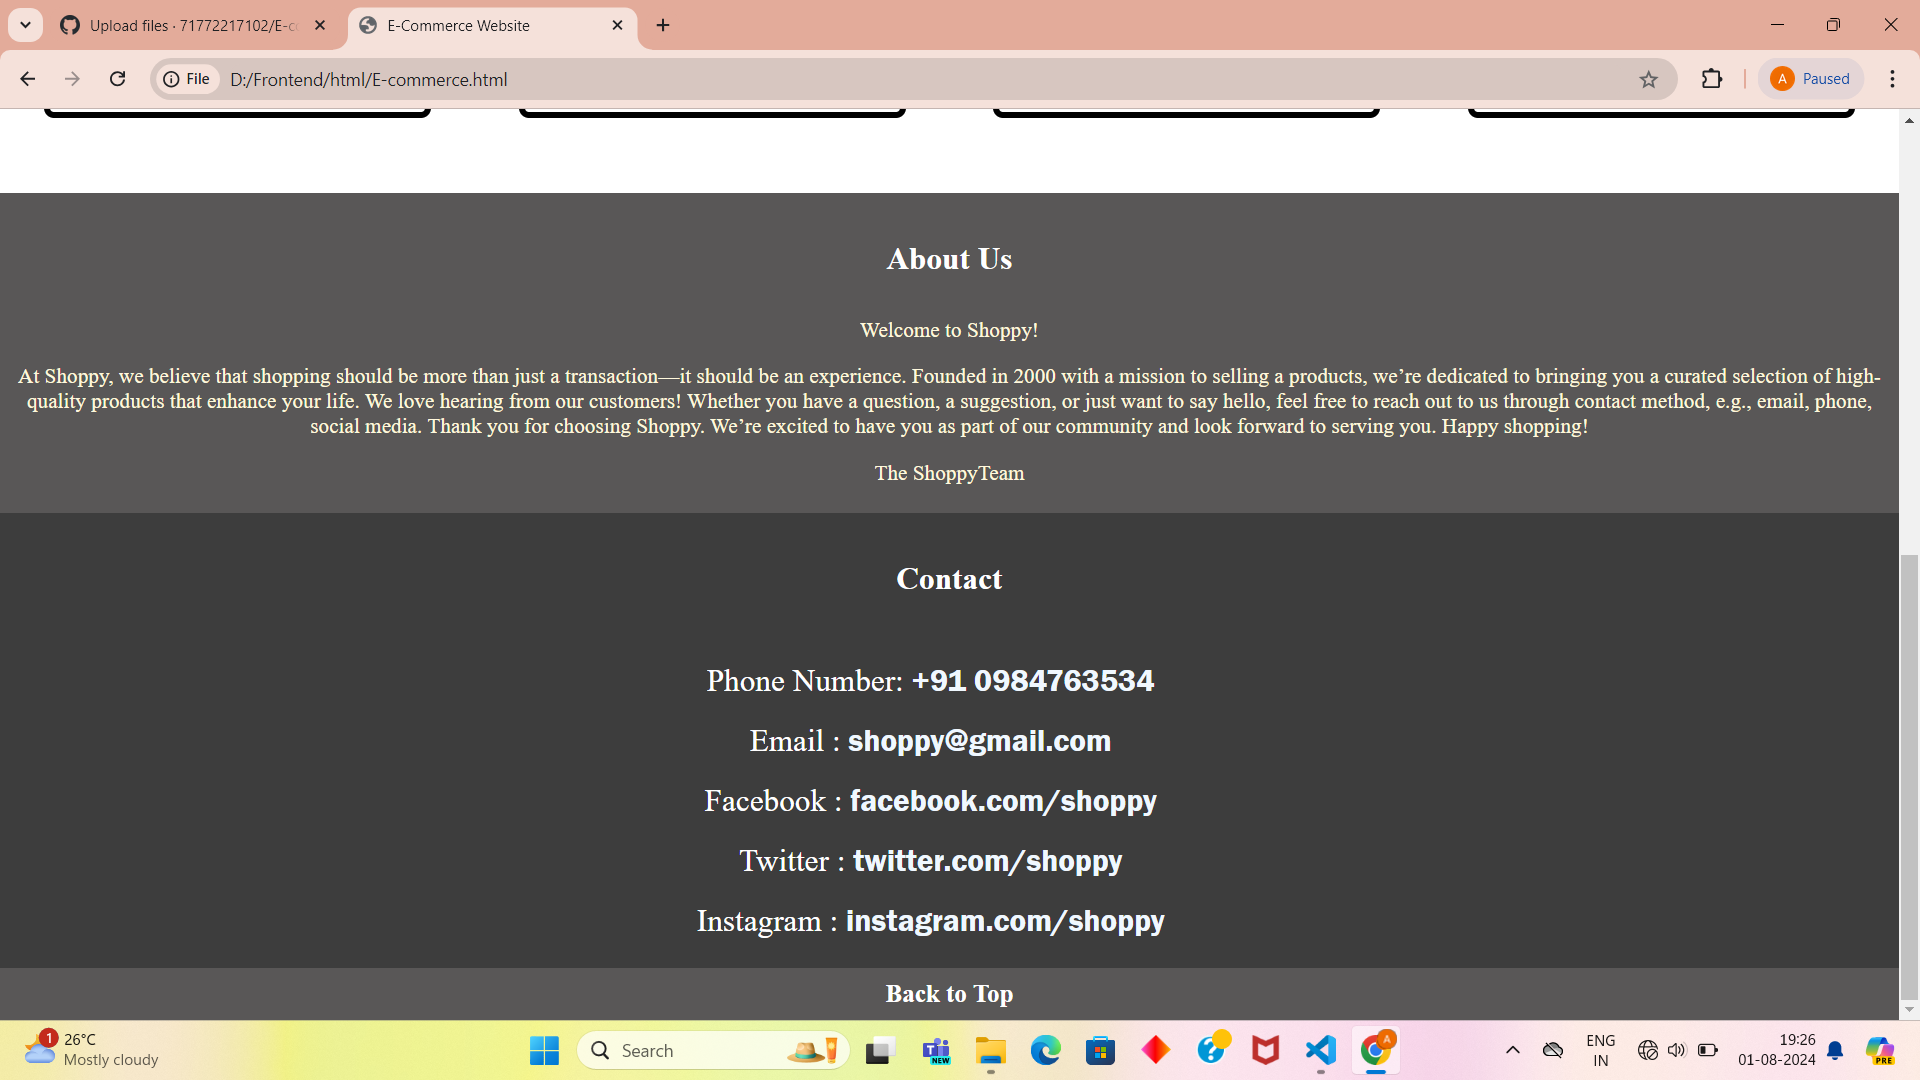 Upload files · 71772217102/E-c
E-Commerce Website
File
D:/Frontend/html/E-commerce.html
A
Paused
About Us
Welcome to Shoppy!
At Shoppy, we believe that shopping should be more than just a transaction—it should be an experience. Founded in 2000 with a mission to selling a products, we’re dedicated to bringing you a curated selection of high-
quality products that enhance your life. We love hearing from our customers! Whether you have a question, a suggestion, or just want to say hello, feel free to reach out to us through contact method, e.g., email, phone,
social media. Thank you for choosing Shoppy. We’re excited to have you as part of our community and look forward to serving you. Happy shopping!
The ShoppyTeam
Contact
Phone Number: +91 0984763534
Email : shoppy@gmail.com
Facebook : facebook.com/shoppy
Twitter : twitter.com/shoppy
Instagram : instagram.com/shoppy
Back to Top
1
26°C
Mostly cloudy
Search
T
NEW
A
ENG
IN
19:26
01-08-2024
PRE